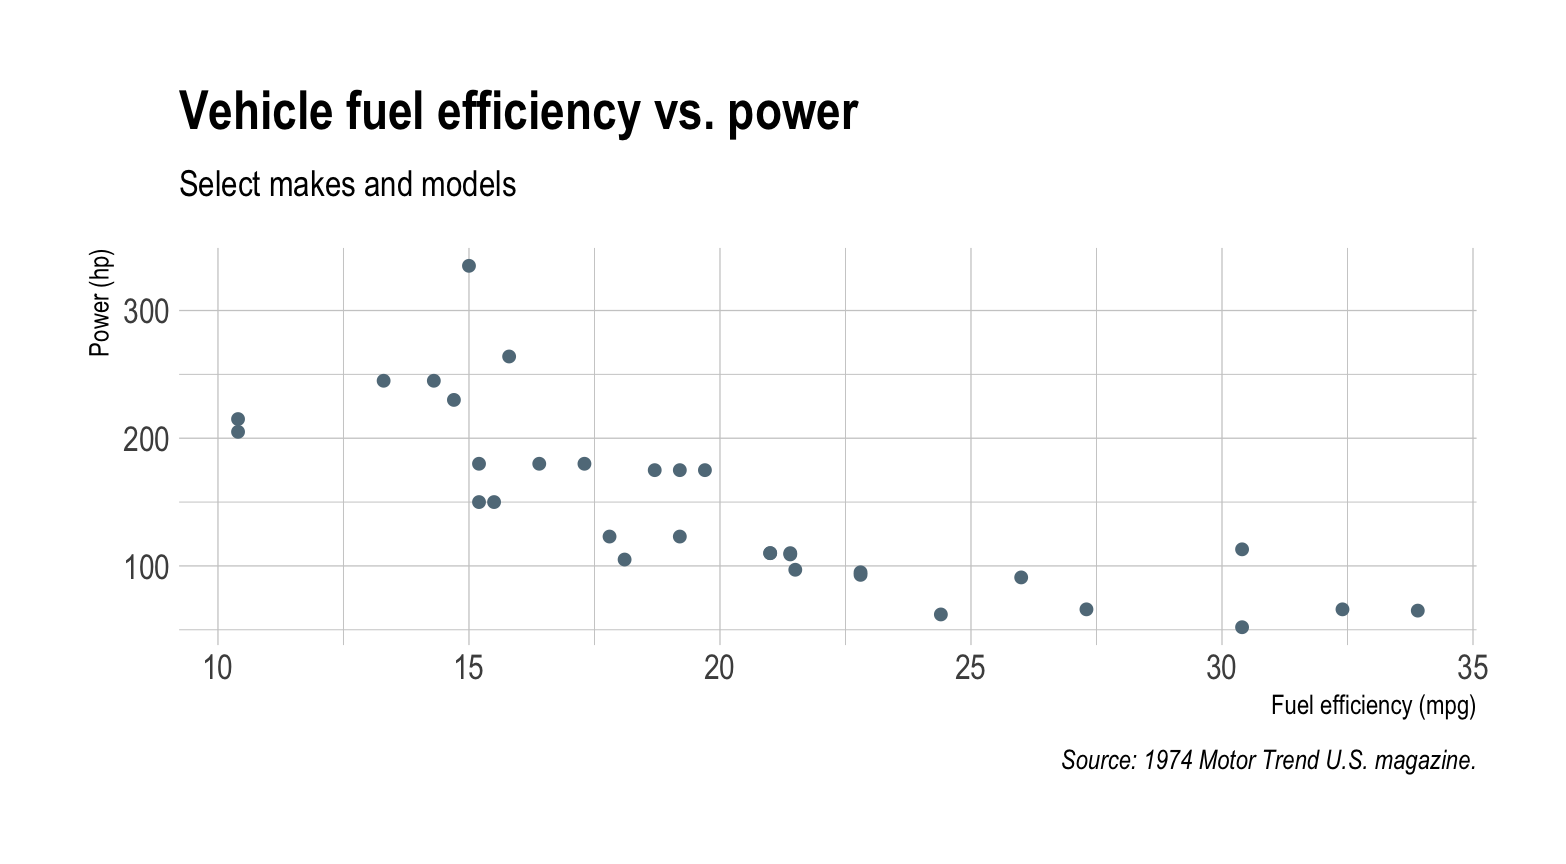 Vehicle fuel efficiency vs. power
Select makes and models
Power (hp)
300
200
100
10 15 20 25 30 35
Fuel efficiency (mpg)
Source: 1974 Motor Trend U.S. magazine.